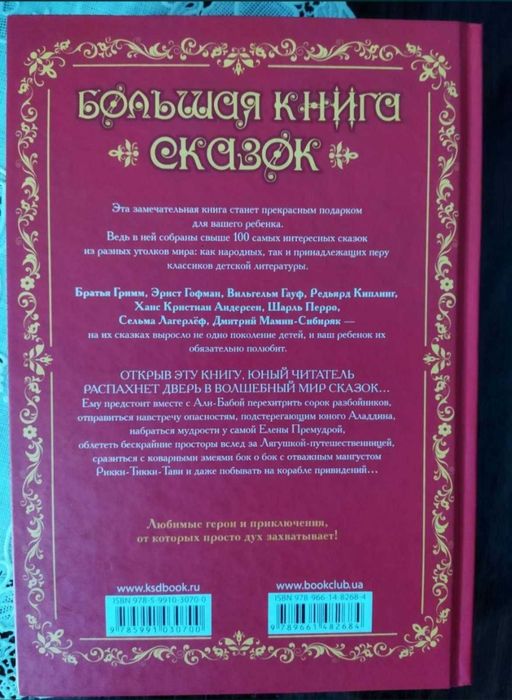 БОЛЬШАЯ КНИГА
СКАЗОК
Эта замечательная книга станет прекрасным подарком
для вашего ребенка.
Ведь в ней собраны свыше 100 самых интересных сказок
из разных уголков мира: как народных, так и принадлежащих перу
классиков детской литературы.
Братья Гримм, Эрнст Гофман, Вильгельм Гауф, Редьярд Киплинг,
Ханс Кристиан Андерсен, Шарль Перро,
Сельма Лагерлёф, Дмитрий Мамин-Сибиряк —
на их сказках выросло не одно поколение детей, и ваш ребенок их
обязательно полюбит.
ОТКРЫВ ЭТУ КНИГУ, ЮНЫЙ ЧИТАТЕЛЬ
РАСПАХНЕТ ДВЕРЬ В ВОЛШЕБНЫЙ МИР СКАЗОК...
Ему предстоит вместе с Али-Бабой перехитрить сорок разбойников,
отправиться навстречу опасностям, подстерегающим юного Аладдина,
набраться мудрости у самой Елены Премудрой,
облететь бескрайние просторы вслед за Лягушкой-путешественницей,
сразиться с коварными змеями бок о бок с отважным мангустом
Рикки-Тикки-Тави и даже побывать на корабле привидений...
Любимые герои и приключения,
от которых просто дух захватывает!
www.ksdbook.ru
www.bookclub.ua
ISBN 978-5-9910-3070-0
ISBN 978-966-14-8268-4
9 785991 030700
9 789661 482684